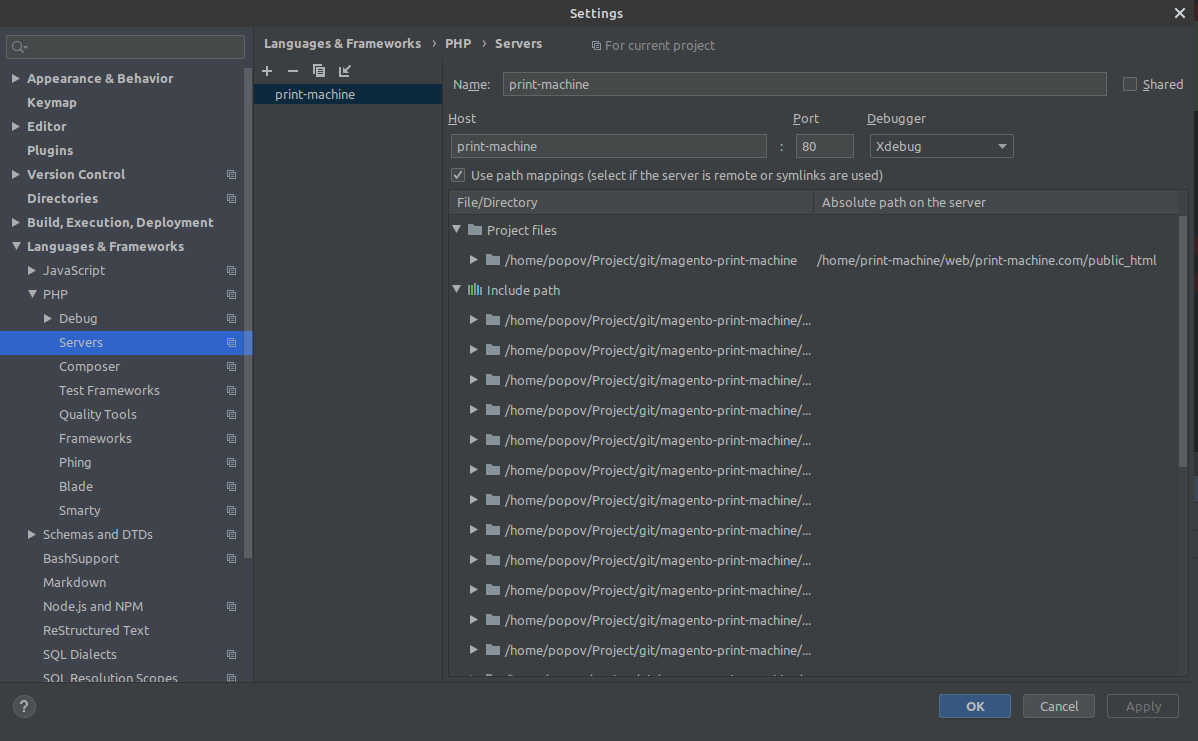 Settings
Languages & Frameworks › PHP › Servers For current project
Appearance & Behavior
Keymap
Editor
Plugins
Version Control
Directories
Build, Execution, Deployment
Languages & Frameworks
JavaScript
PHP
Debug
Servers
Composer
Test Frameworks
Quality Tools
Frameworks
Phing
Blade
Smarty
Schemas and DTDs
BashSupport
Markdown
Node.js and NPM
ReStructured Text
SQL Dialects
SQL Resolution Scopes
print-machine
Name: print-machine Shared
Host Port Debugger
print-machine : 80 Xdebug
Use path mappings (select if the server is remote or symlinks are used)
File/Directory Absolute path on the server
Project files
/home/popov/Project/git/magento-print-machine /home/print-machine/web/print-machine.com/public_html
Include path
/home/popov/Project/git/magento-print-machine/...
/home/popov/Project/git/magento-print-machine/...
/home/popov/Project/git/magento-print-machine/...
/home/popov/Project/git/magento-print-machine/...
/home/popov/Project/git/magento-print-machine/...
/home/popov/Project/git/magento-print-machine/...
/home/popov/Project/git/magento-print-machine/...
/home/popov/Project/git/magento-print-machine/...
/home/popov/Project/git/magento-print-machine/...
/home/popov/Project/git/magento-print-machine/...
/home/popov/Project/git/magento-print-machine/...
/home/popov/Project/git/magento-print-machine/...
? OK Cancel Apply